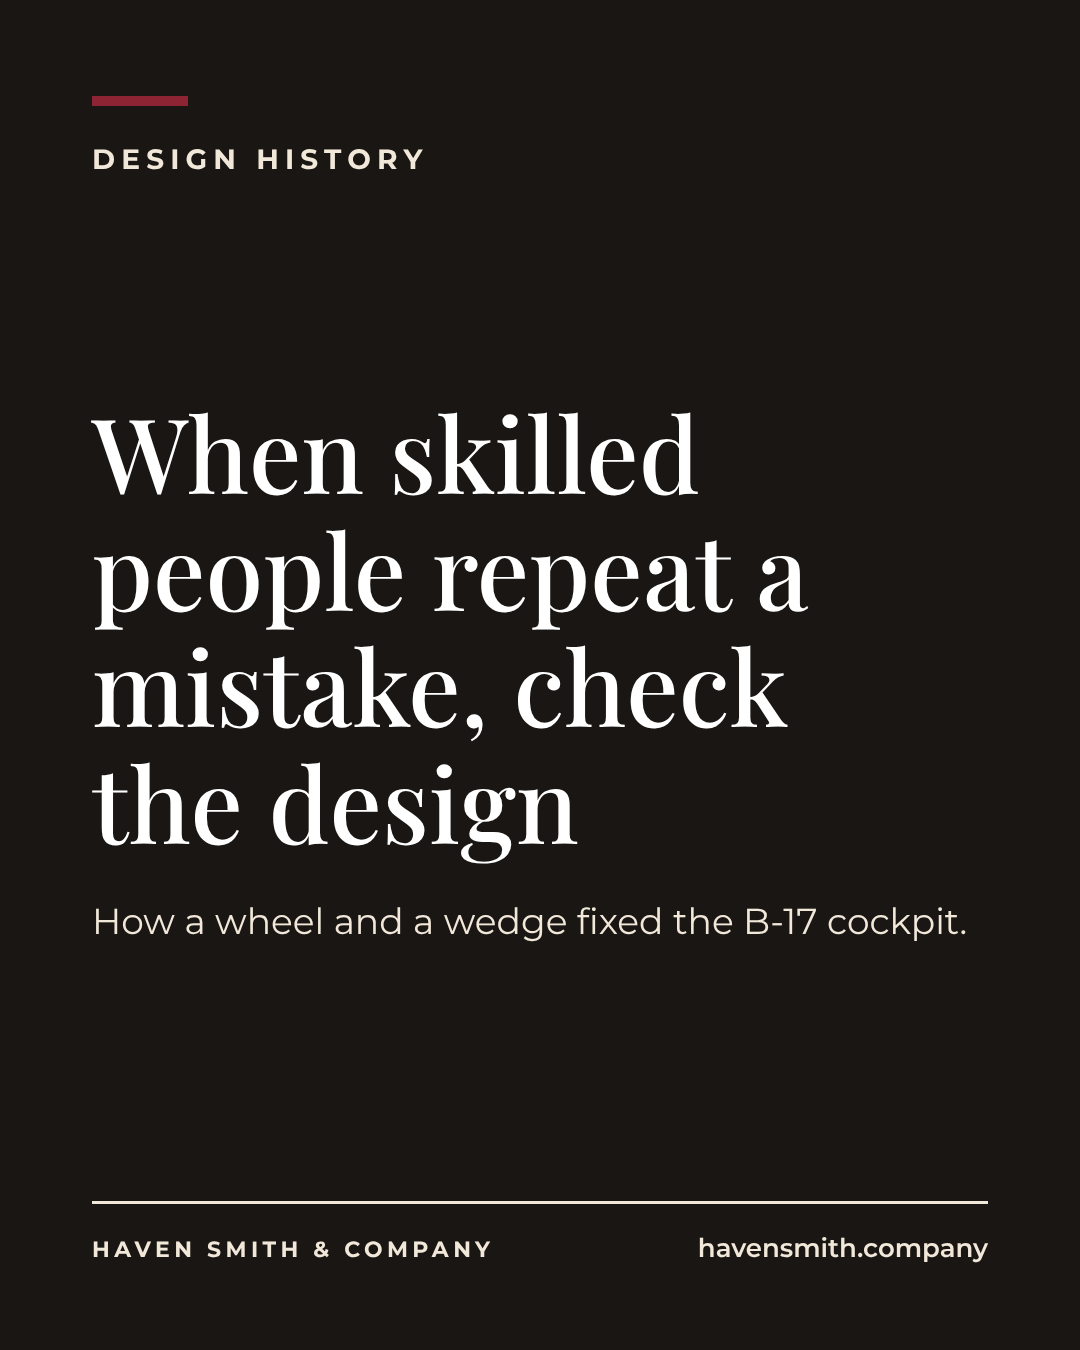 DESIGN HISTORY
When skilled
people repeat a
mistake, check
the design
How a wheel and a wedge fixed the B-17 cockpit.
HAVEN SMITH & COMPANY
havensmith.company